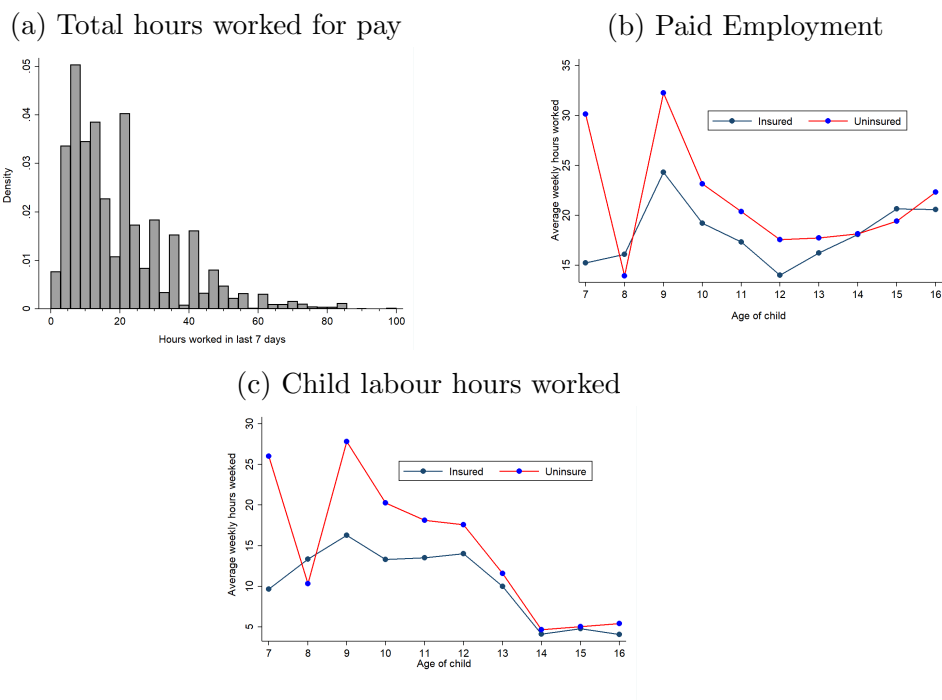 (a) Total hours worked for pay
Density
0
.01
.02
.03
.04
.05
0 20 40 60 80 100
Hours worked in last 7 days
(b) Paid Employment
Average weekly hours worked
15
20
25
30
35
Insured Uninsured
7 8 9 10 11 12 13 14 15 16
Age of child
(c) Child labour hours worked
Average weekly hours weeked
5
10
15
20
25
30
Insured Uninsure
7 8 9 10 11 12 13 14 15 16
Age of child